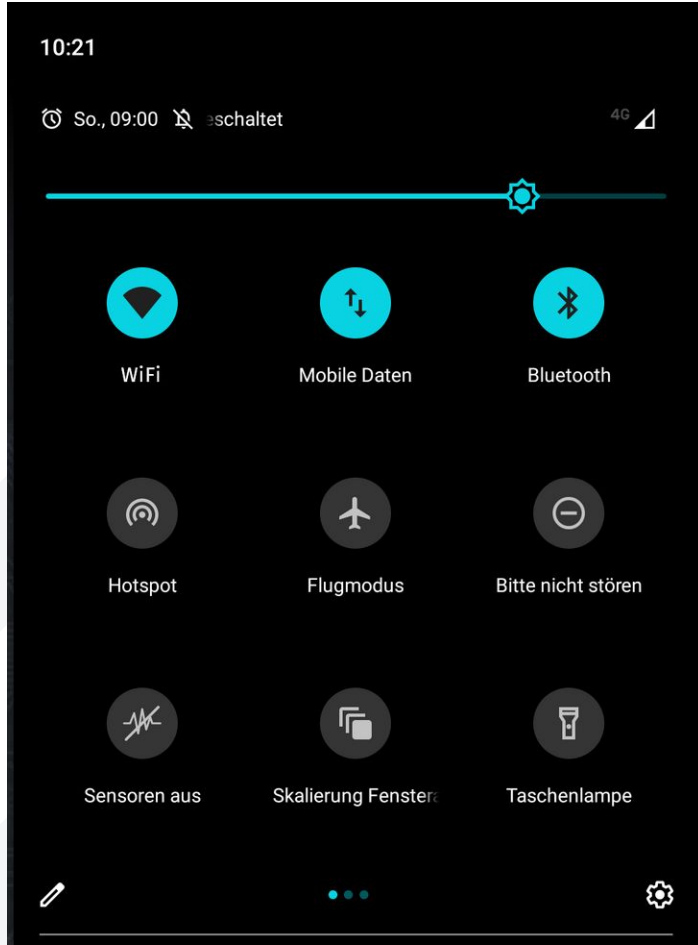 10:21
So., 09:00 schaltet 4G
WiFi Mobile Daten Bluetooth
Hotspot Flugmodus Bitte nicht stören
Sensoren aus Skalierung Fenster
Taschenlampe